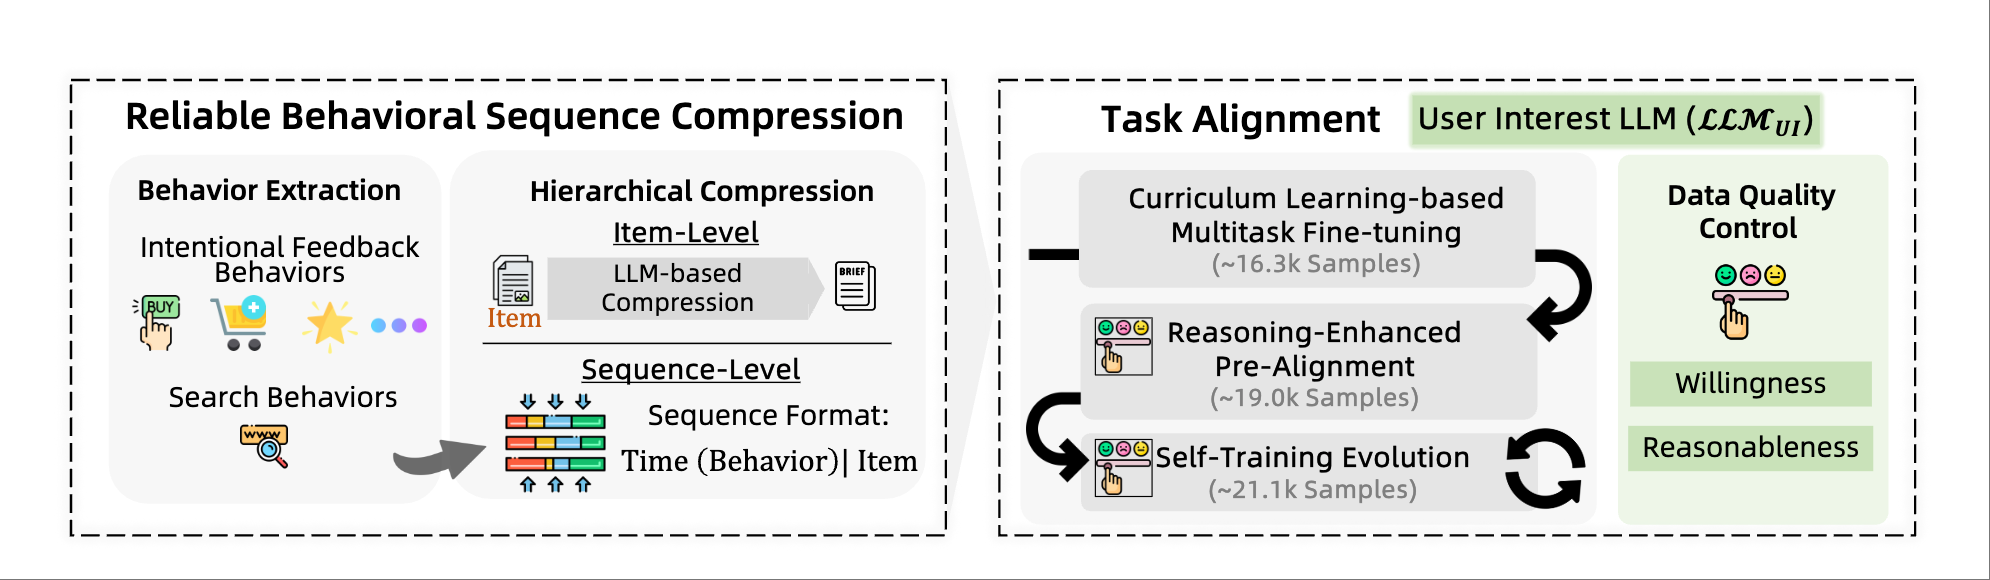 Reliable Behavioral Sequence Compression
Behavior Extraction
Intentional Feedback
Behaviors
BUY
Search Behaviors
www
Hierarchical Compression
Item-Level
Item
LLM-based
Compression
BRIEF
Sequence-Level
Sequence Format:
Time (Behavior)| Item
Task Alignment
User Interest LLM (𝓛𝓛𝓜_UI)
Curriculum Learning-based
Multitask Fine-tuning
(~16.3k Samples)
Reasoning-Enhanced
Pre-Alignment
(~19.0k Samples)
Self-Training Evolution
(~21.1k Samples)
Data Quality
Control
Willingness
Reasonableness